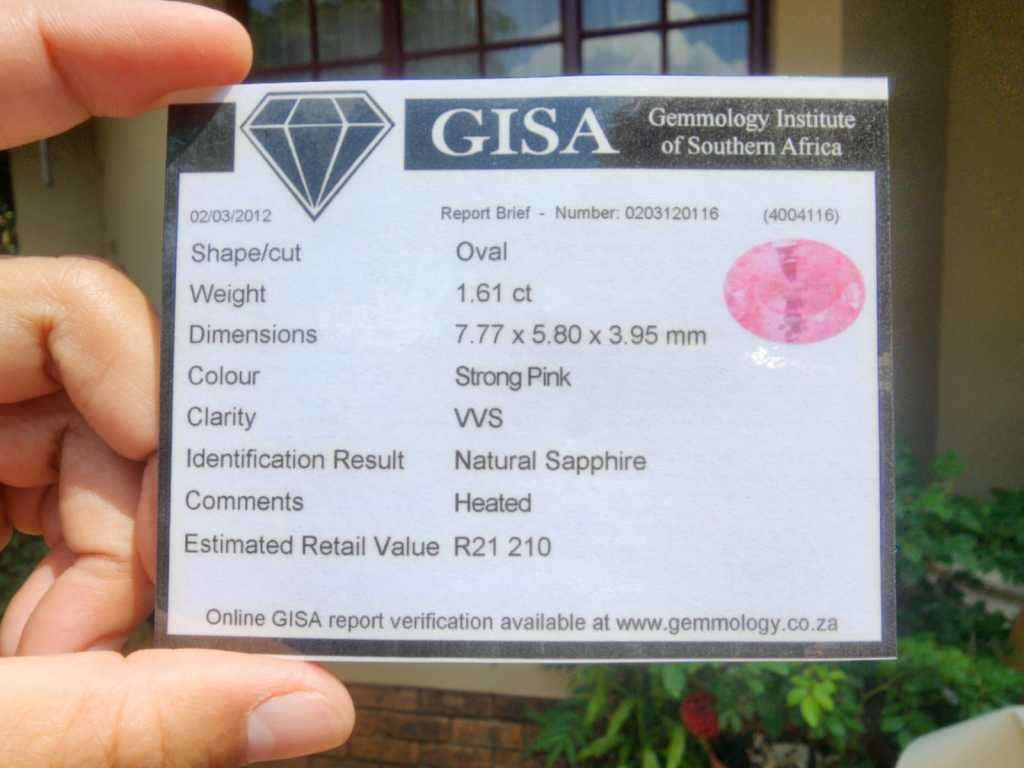 GISA
Gemmology Institute
of Southern Africa
02/03/2012 Report Brief - Number: 0203120116 (4004116)
Shape/cut Oval
Weight 1.61 ct
Dimensions 7.77 x 5.80 x 3.95 mm
Colour Strong Pink
Clarity VVS
Identification Result Natural Sapphire
Comments Heated
Estimated Retail Value R21 210
Online GISA report verification available at www.gemmology.co.za